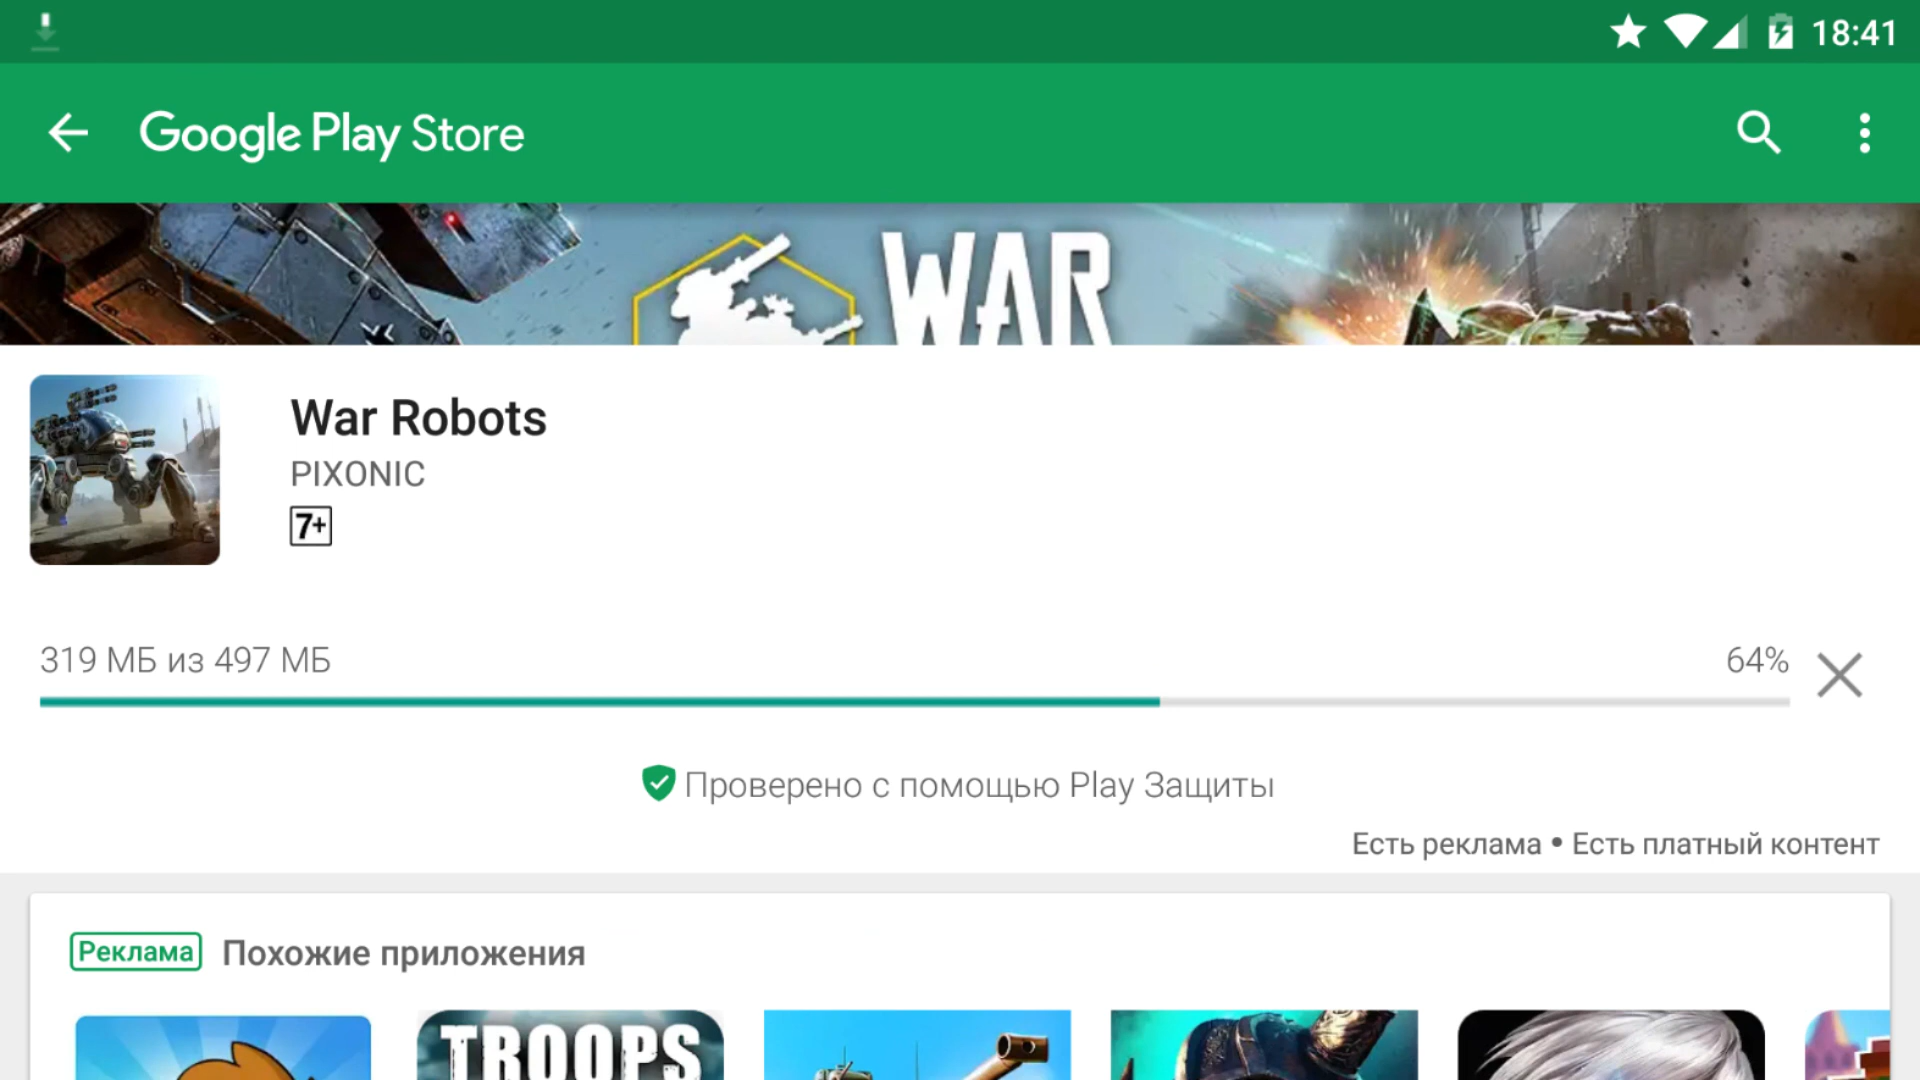 18:41
Google Play Store
WAR
War Robots
PIXONIC
7+
319 МБ из 497 МБ
64%
Проверено с помощью Play Защиты
Есть реклама • Есть платный контент
Реклама Похожие приложения
TROOPS